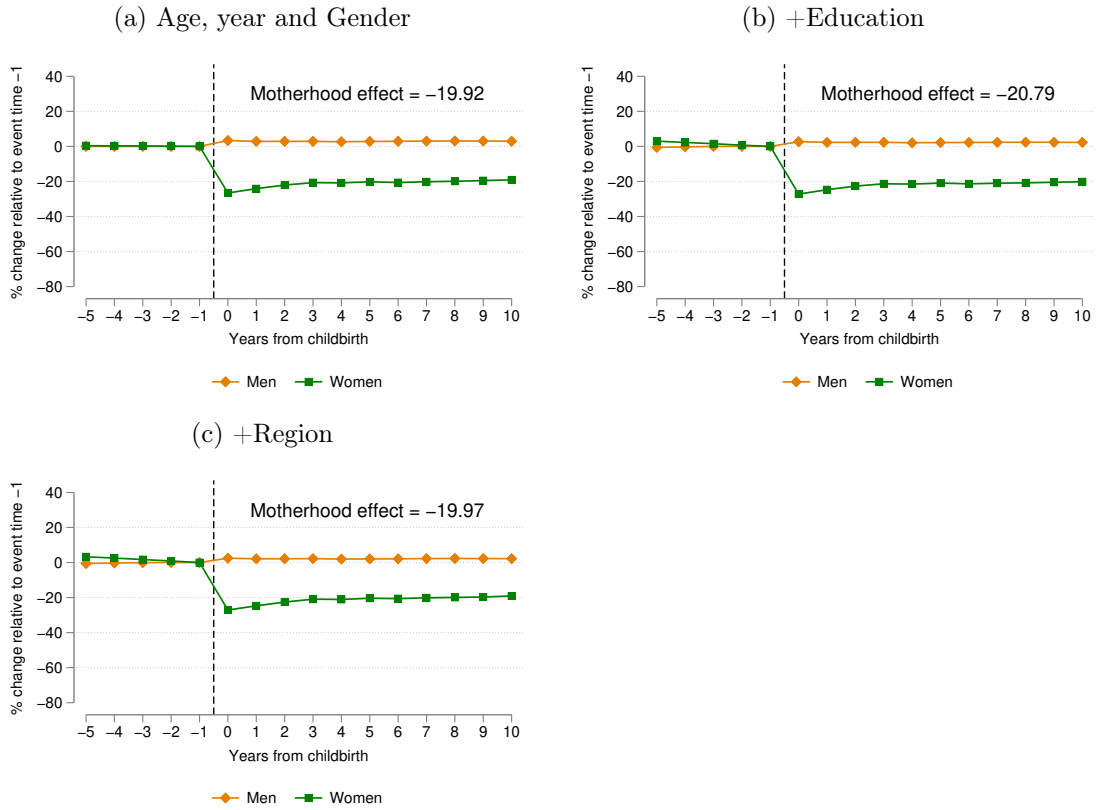 (a) Age, year and Gender
% change relative to event time −1
40
20
0
−20
−40
−60
−80
Motherhood effect = −19.92
−5 −4 −3 −2 −1 0 1 2 3 4 5 6 7 8 9 10
Years from childbirth
Men Women
(b) +Education
% change relative to event time −1
40
20
0
−20
−40
−60
−80
Motherhood effect = −20.79
−5 −4 −3 −2 −1 0 1 2 3 4 5 6 7 8 9 10
Years from childbirth
Men Women
(c) +Region
% change relative to event time −1
40
20
0
−20
−40
−60
−80
Motherhood effect = −19.97
−5 −4 −3 −2 −1 0 1 2 3 4 5 6 7 8 9 10
Years from childbirth
Men Women